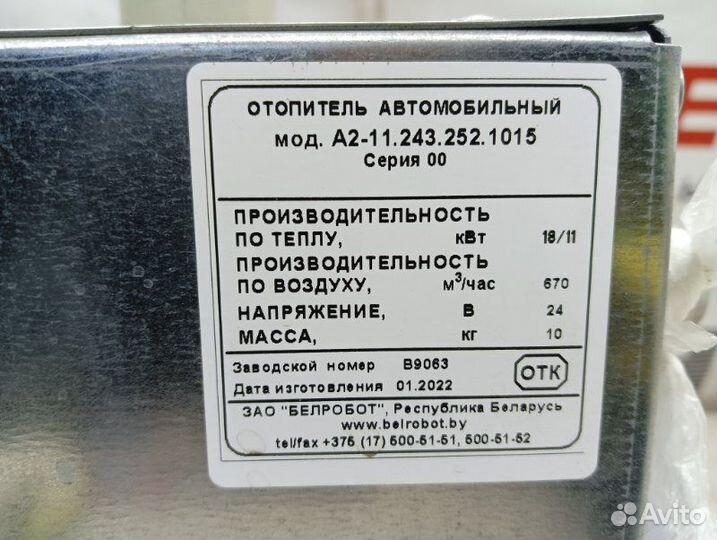 ОТОПИТЕЛЬ АВТОМОБИЛЬНЫЙ
мод. А2-11.243.252.1015
Серия 00
ПРОИЗВОДИТЕЛЬНОСТЬ
ПО ТЕПЛУ, кВт 18/11
ПРОИЗВОДИТЕЛЬНОСТЬ
ПО ВОЗДУХУ, м³/час 670
НАПРЯЖЕНИЕ, В 24
МАССА, кг 10
Заводской номер В9063
Дата изготовления 01.2022
ОТК
ЗАО "БЕЛРОБОТ", Республика Беларусь
www.belrobot.by
tel/fax +375 (17) 500-51-51, 500-51-52
Avito